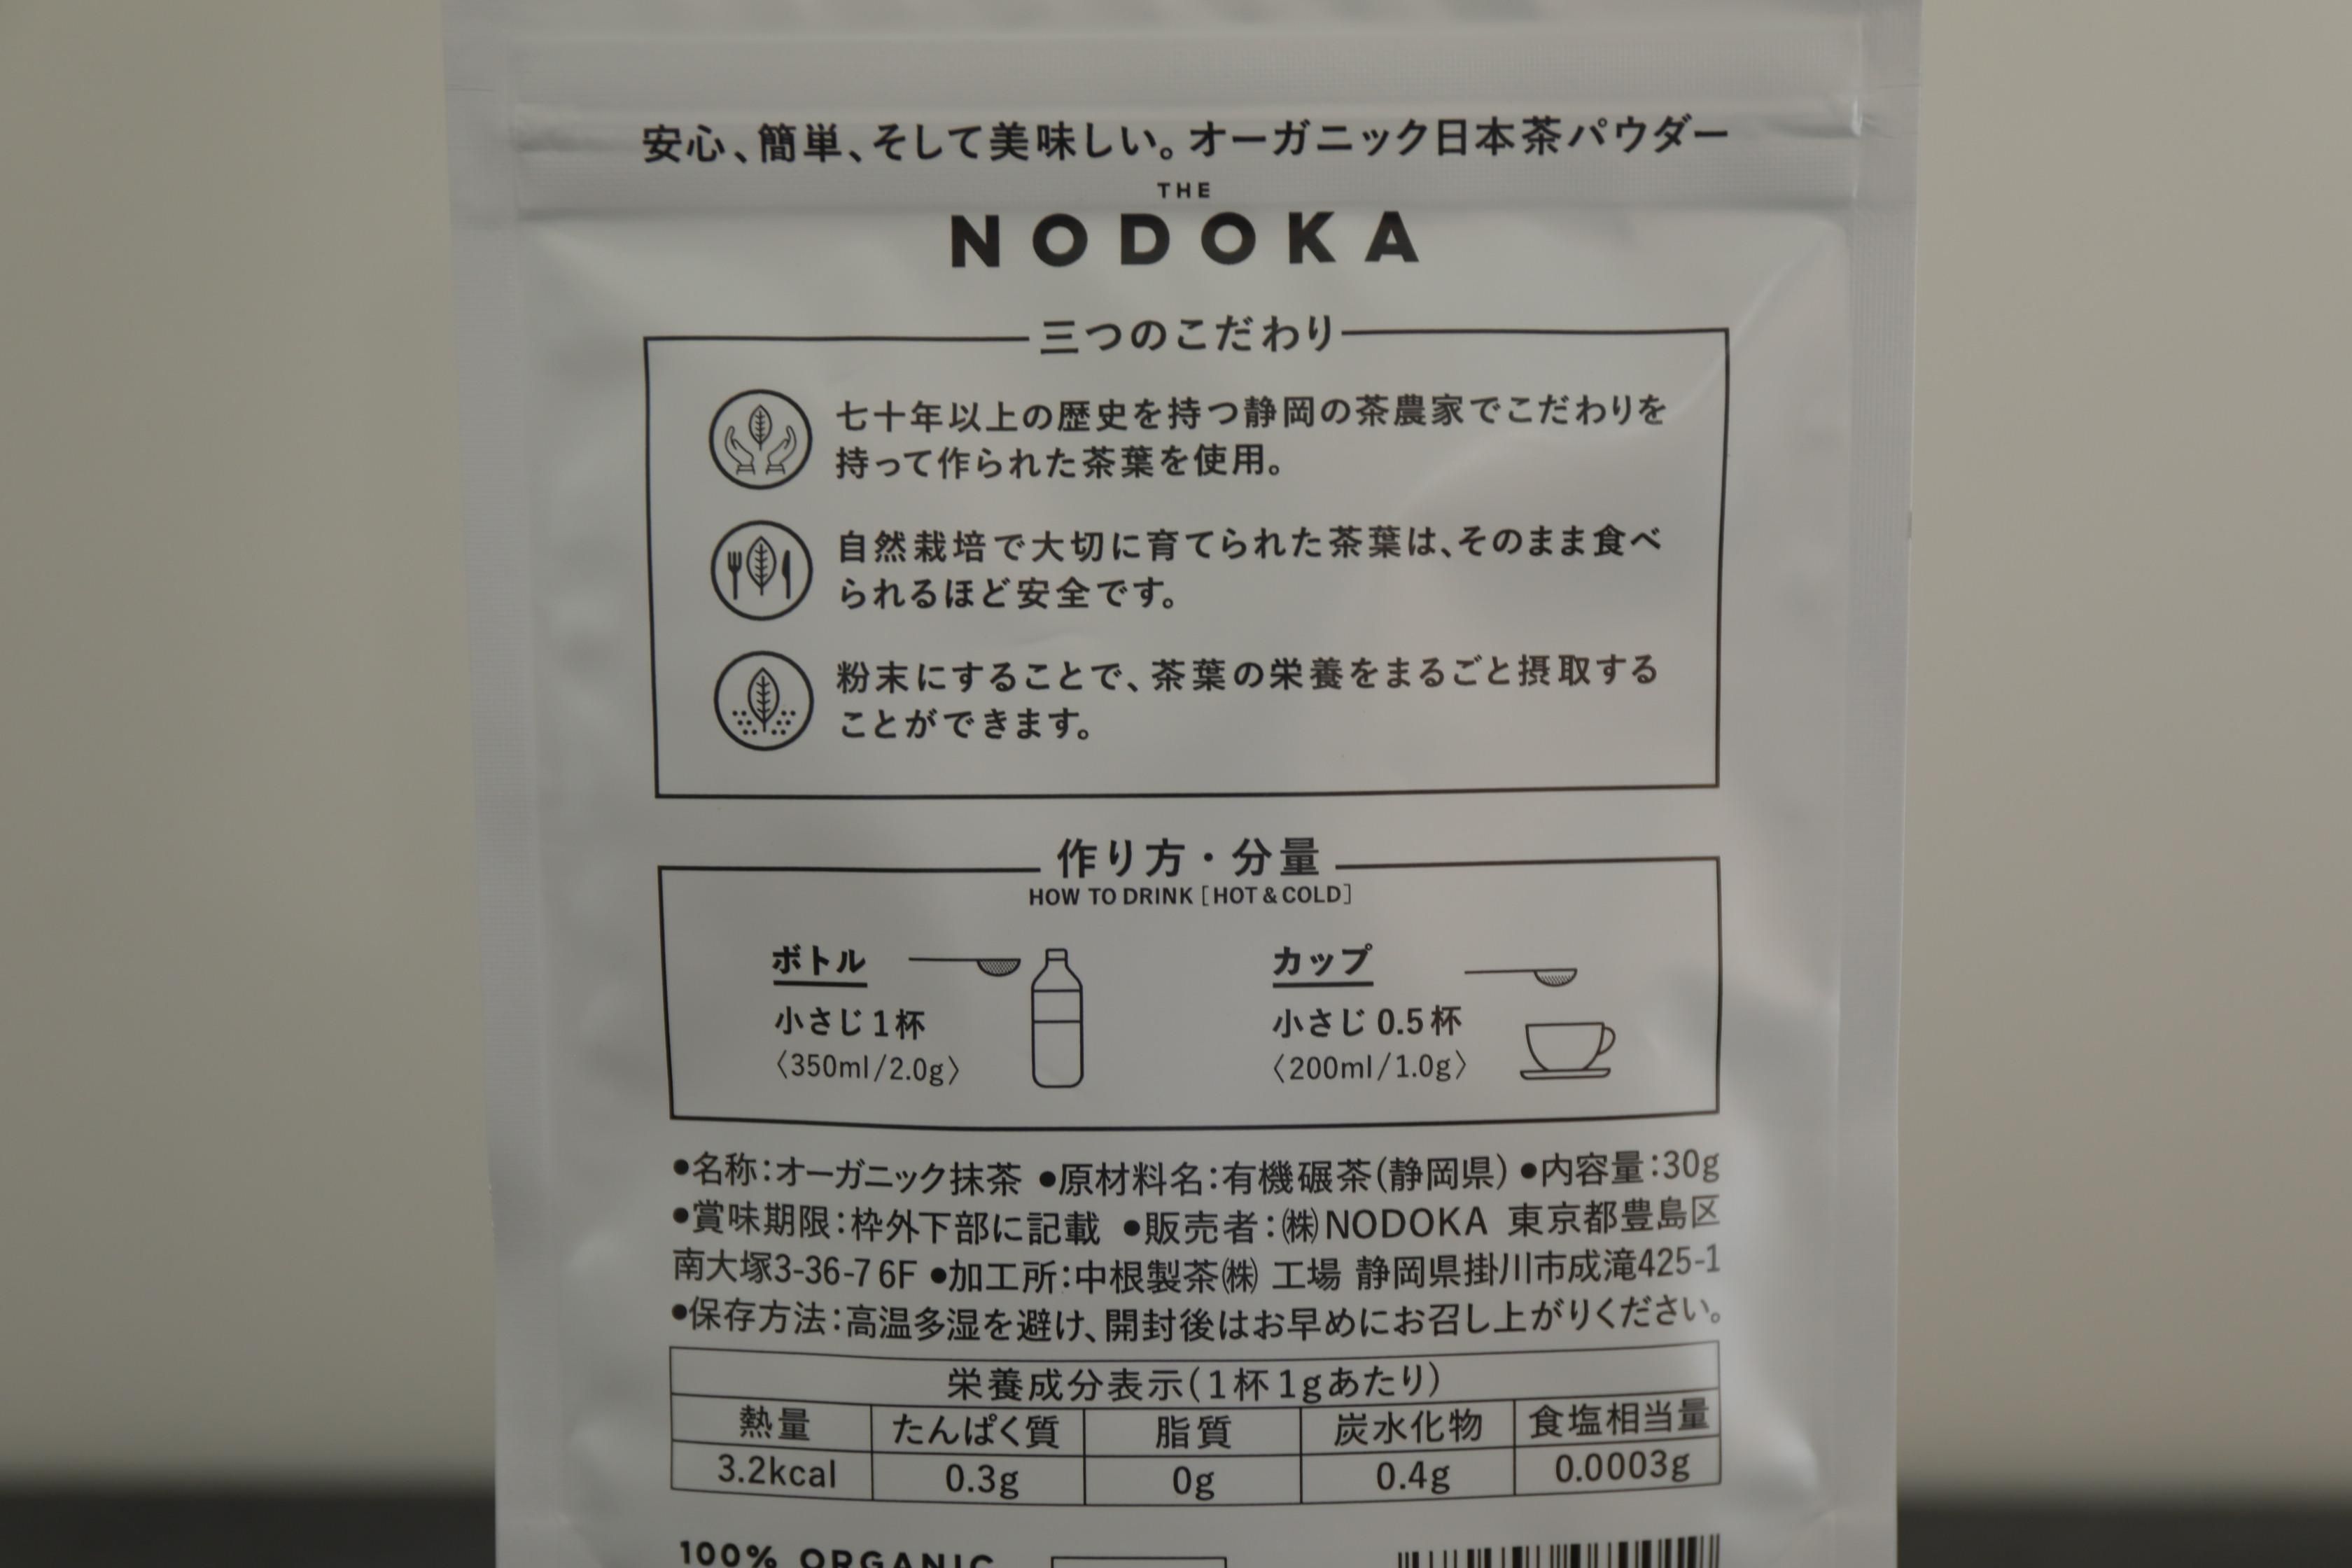 安心、簡単、そして美味しい。オーガニック日本茶パウダー
THE
NODOKA
三つのこだわり
七十年以上の歴史を持つ静岡の茶農家でこだわりを
持って作られた茶葉を使用。
自然栽培で大切に育てられた茶葉は、そのまま食べ
られるほど安全です。
粉末にすることで、茶葉の栄養をまるごと摂取する
ことができます。
作り方・分量
HOW TO DRINK [HOT & COLD]
ボトル
小さじ1杯
〈350ml/2.0g〉
カップ
小さじ 0.5杯
〈200ml/1.0g〉
●名称:オーガニック抹茶 ●原材料名:有機碾茶(静岡県) ●内容量:30g
●賞味期限:枠外下部に記載 ●販売者:㈱NODOKA 東京都豊島区
南大塚3-36-7 6F ●加工所:中根製茶㈱ 工場 静岡県掛川市成滝425-1
●保存方法:高温多湿を避け、開封後はお早めにお召し上がりください。
栄養成分表示(1杯1gあたり)
熱量 たんぱく質 脂質 炭水化物 食塩相当量
3.2kcal 0.3g 0g 0.4g 0.0003g
100% ORGANIC